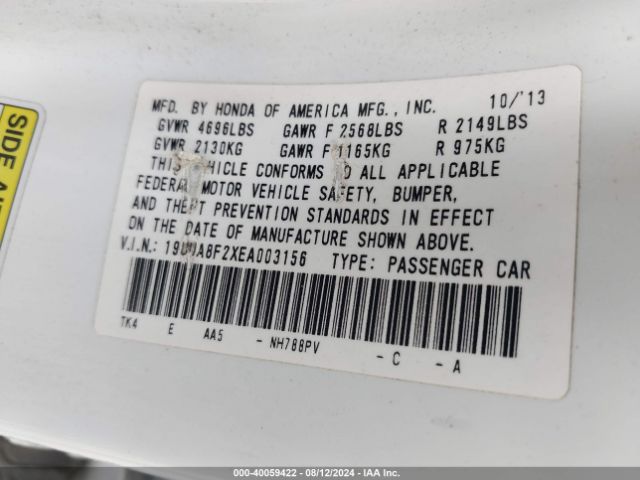 SIDE AI
MFD. BY HONDA OF AMERICA MFG., INC. 10/'13
GVWR 4696LBS GAWR F 2568LBS R 2149LBS
GVWR 2130KG GAWR F 1165KG R 975KG
THIS VEHICLE CONFORMS TO ALL APPLICABLE
FEDERAL MOTOR VEHICLE SAFETY, BUMPER,
AND THEFT PREVENTION STANDARDS IN EFFECT
ON THE DATE OF MANUFACTURE SHOWN ABOVE.
V.I.N.: 19UUA8F2XEA003156 TYPE: PASSENGER CAR
TK4 E AA5 - NH788PV - C - A
000-40059422 - 08/12/2024 - IAA Inc.